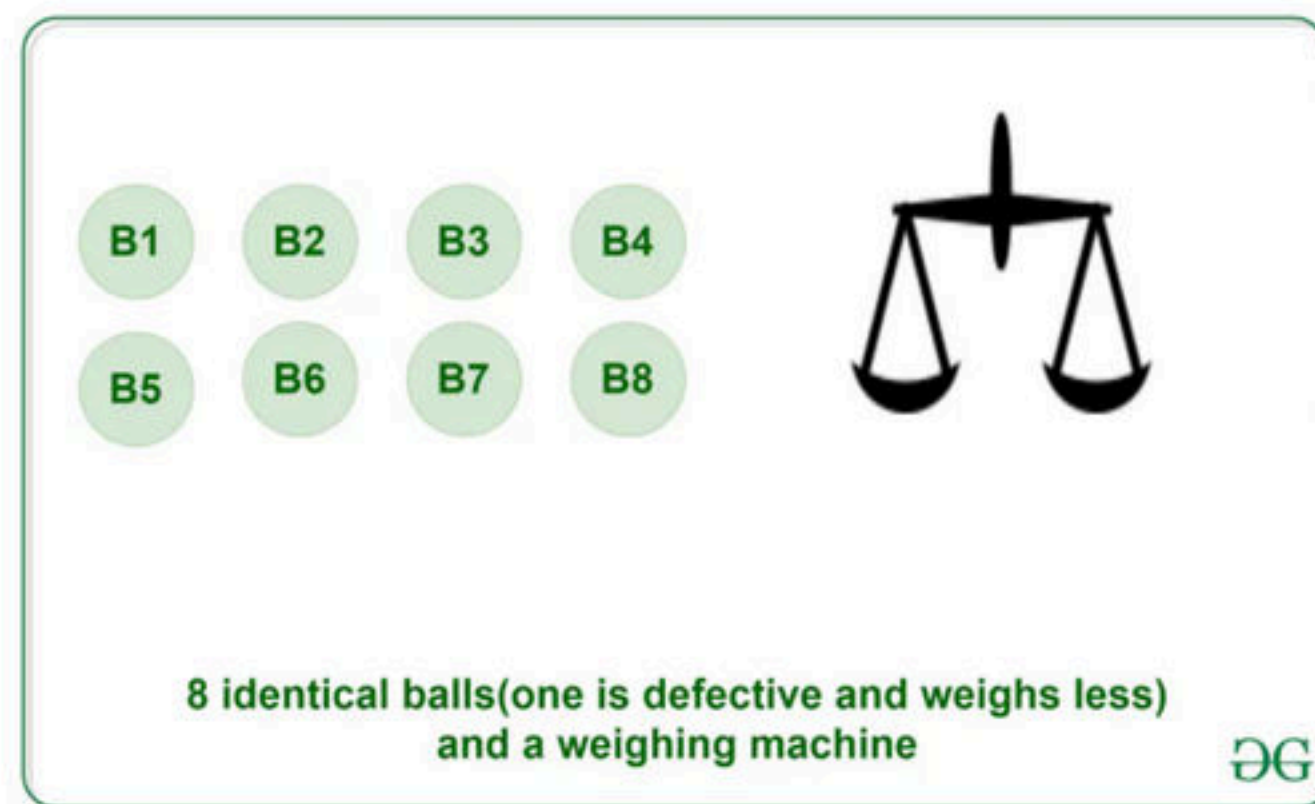 B1 B2 B3 B4
B5 B6 B7 B8
8 identical balls(one is defective and weighs less)
and a weighing machine